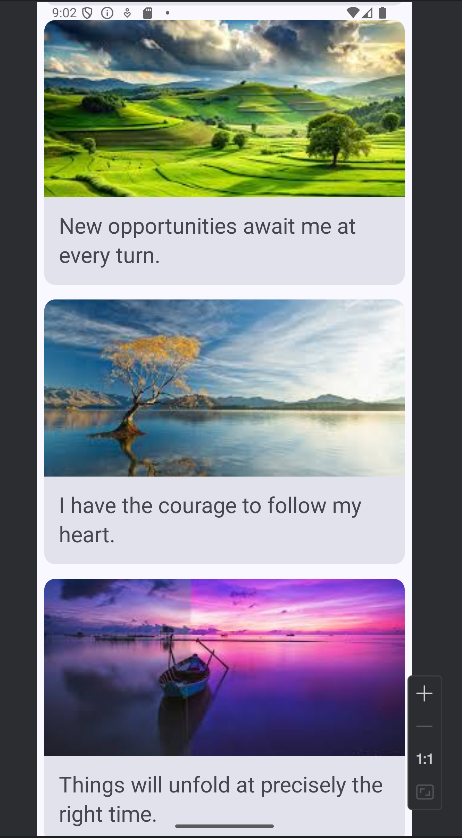 9:02
New opportunities await me at
every turn.
I have the courage to follow my
heart.
Things will unfold at precisely the
right time.
1:1